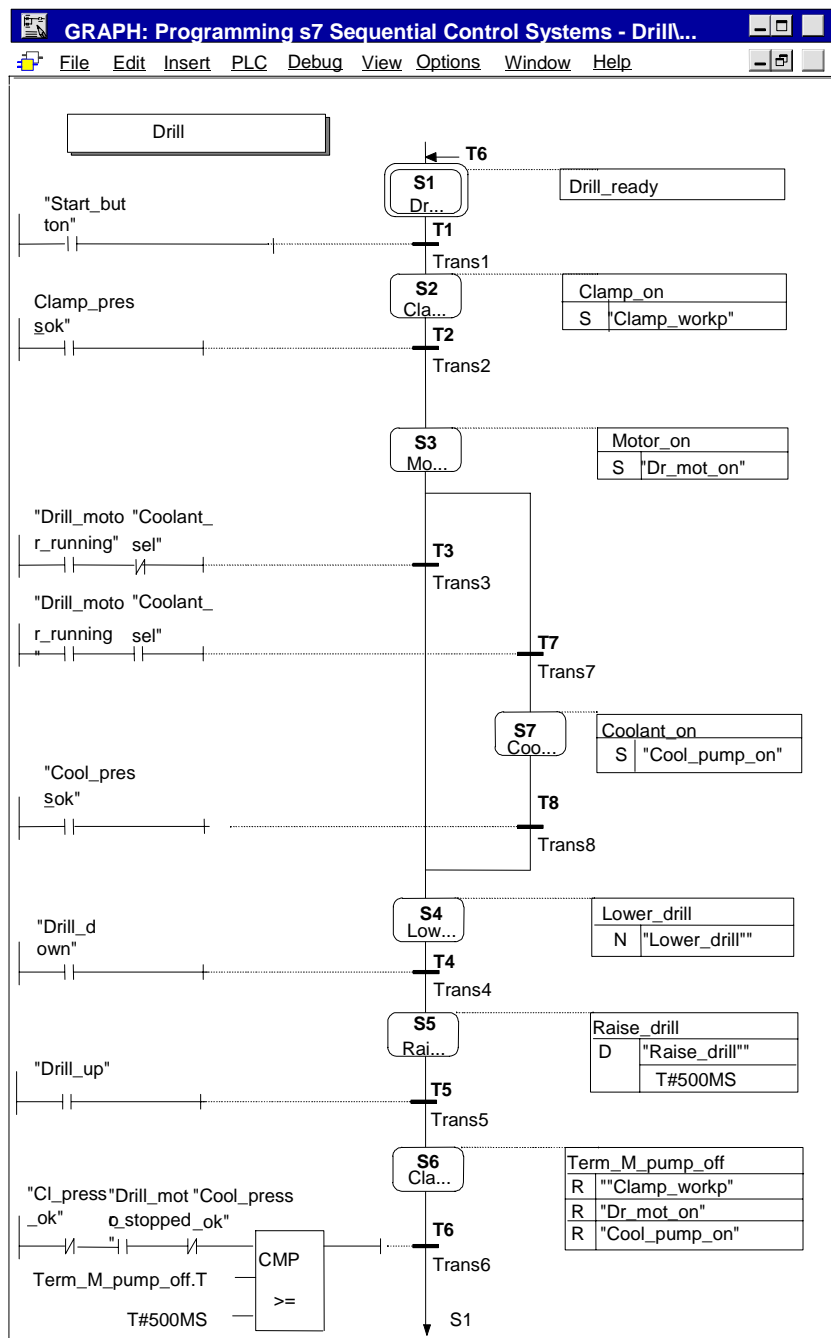 GRAPH: Programming s7 Sequential Control Systems - Drill\...
File Edit Insert PLC Debug View Options Window Help
Drill
T6
S1
Dr...
Drill_ready
"Start_but
ton"
T1
Trans1
S2
Cla...
Clamp_on
S "Clamp_workp"
Clamp_pres
sok"
T2
Trans2
S3
Mo...
Motor_on
S "Dr_mot_on"
"Drill_moto "Coolant_
r_running" sel"
T3
Trans3
"Drill_moto "Coolant_
r_running sel"
"
T7
Trans7
S7
Coo...
Coolant_on
S "Cool_pump_on"
"Cool_pres
sok"
T8
Trans8
S4
Low...
Lower_drill
N "Lower_drill""
"Drill_d
own"
T4
Trans4
S5
Rai...
Raise_drill
D "Raise_drill""
T#500MS
"Drill_up"
T5
Trans5
S6
Cla...
Term_M_pump_off
R ""Clamp_workp"
R "Dr_mot_on"
R "Cool_pump_on"
"Cl_press "Drill_mot "Cool_press
_ok" o_stopped _ok"
"
T6
Trans6
CMP
>=
Term_M_pump_off.T
T#500MS
S1